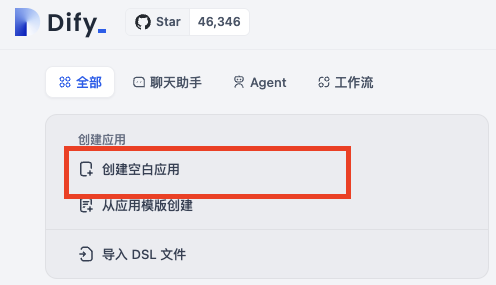 Dify_
Star 46,346
全部 聊天助手 Agent 工作流
创建应用
创建空白应用
从应用模版创建
导入 DSL 文件